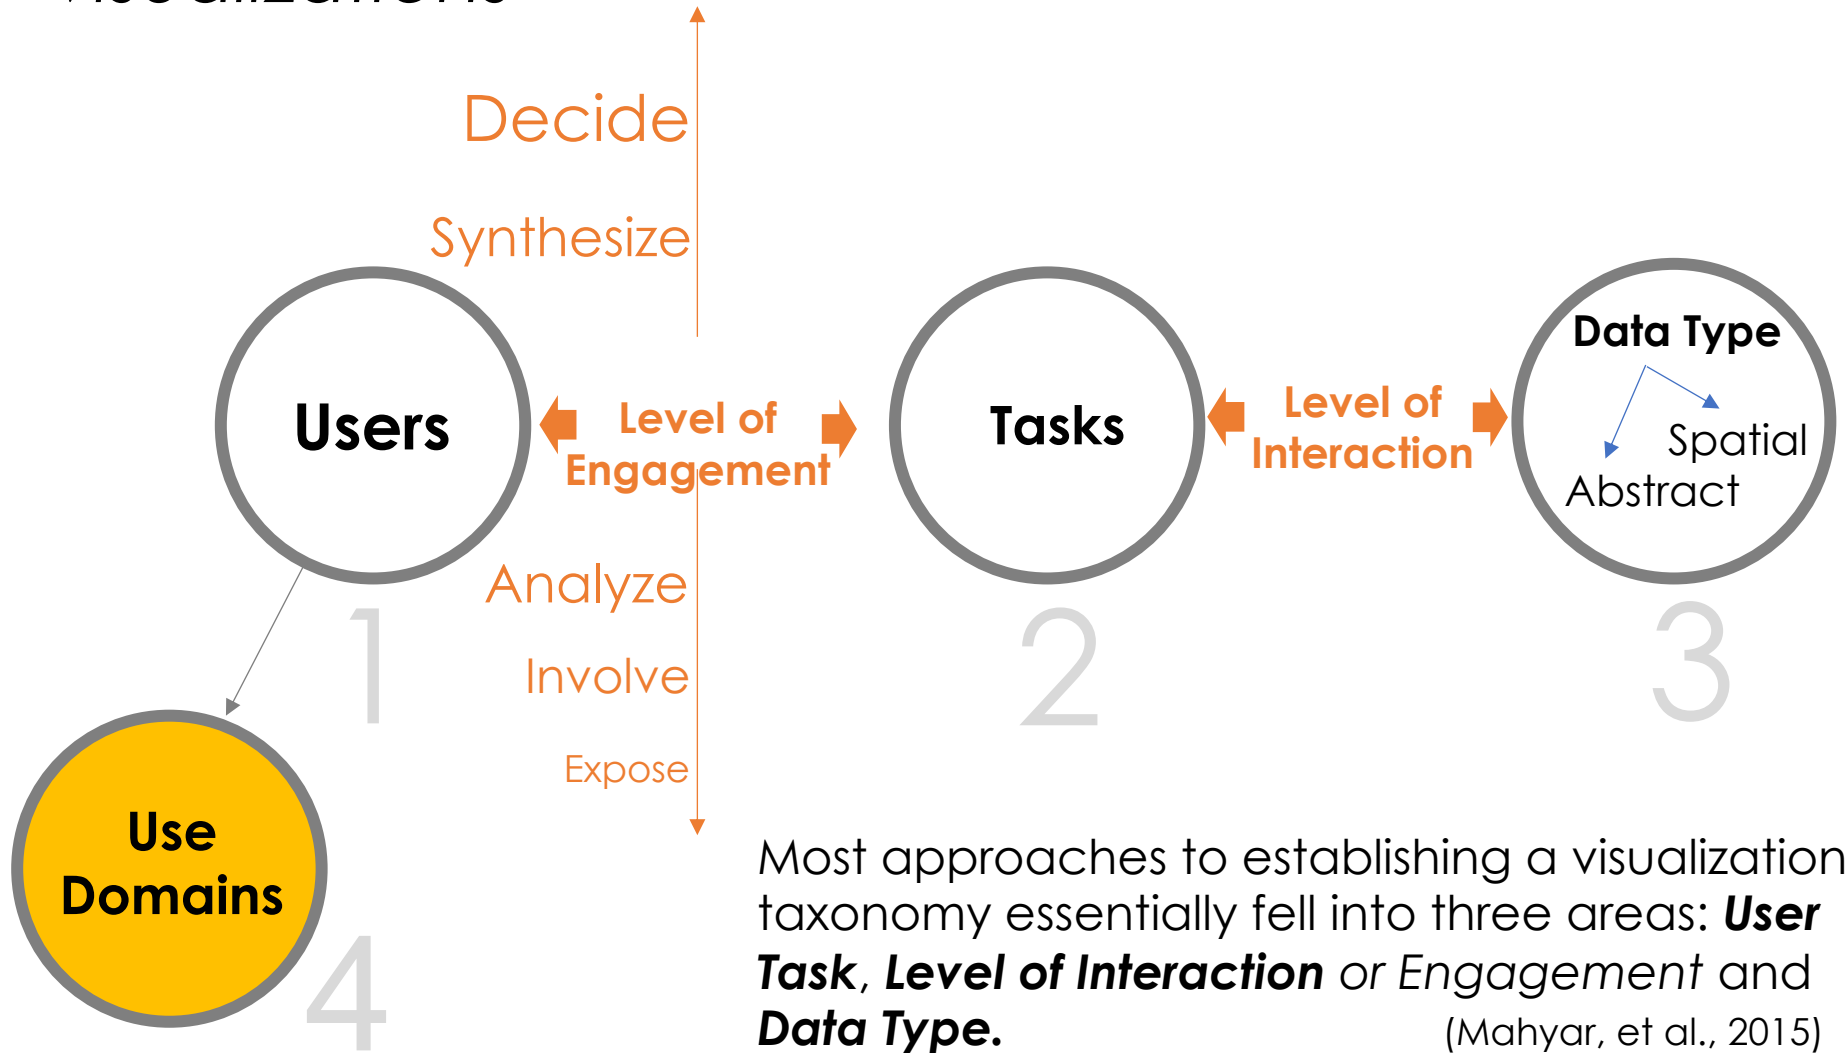 visualizations
Decide
Synthesize
Users
Level of
Engagement
Tasks
Level of
Interaction
Data Type
Spatial
Abstract
Analyze
Involve
Expose
1
2
3
Use
Domains
4
Most approaches to establishing a visualization
taxonomy essentially fell into three areas: User
Task, Level of Interaction or Engagement and
Data Type. (Mahyar, et al., 2015)